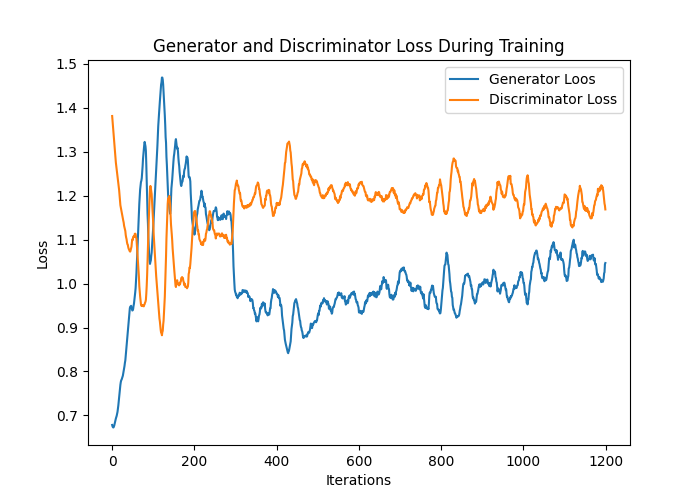 Generator and Discriminator Loss During Training
Generator Loos
Discriminator Loss
1.5
1.4
1.3
1.2
1.1
1.0
0.9
0.8
0.7
Loss
0 200 400 600 800 1000 1200
Iterations